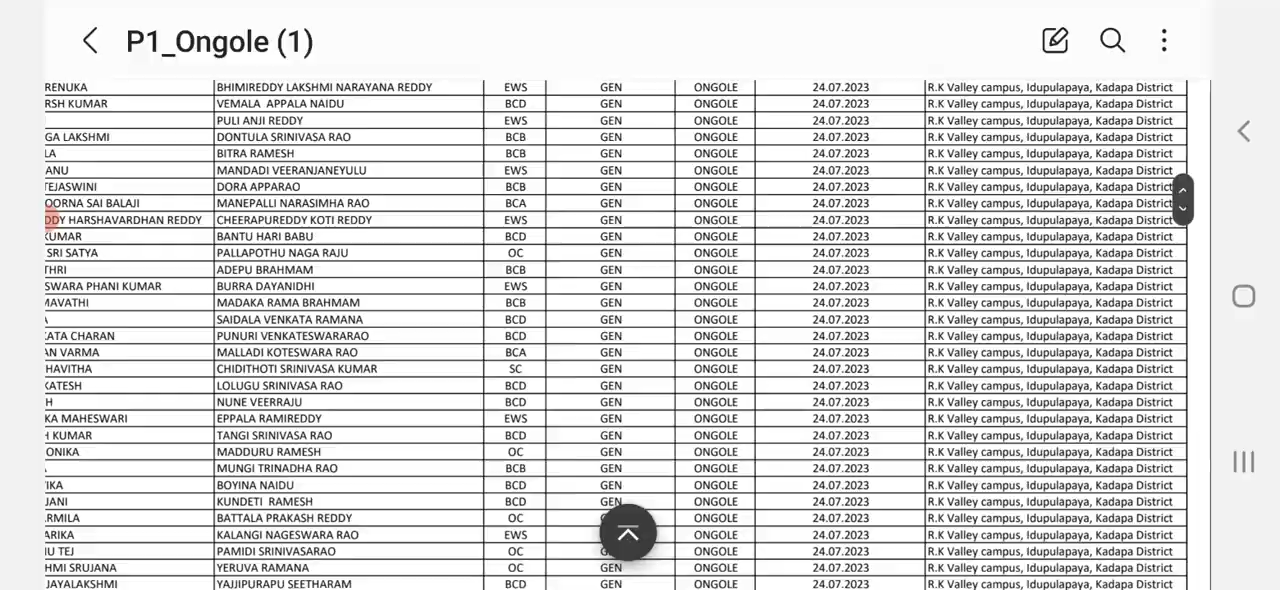 P1_Ongole (1)
RENUKA BHIMIREDDY LAKSHMI NARAYANA REDDY EWS GEN ONGOLE 24.07.2023 R.K Valley campus, Idupulapaya, Kadapa District
RSH KUMAR VEMALA APPALA NAIDU BCD GEN ONGOLE 24.07.2023 R.K Valley campus, Idupulapaya, Kadapa District
PULI ANJI REDDY EWS GEN ONGOLE 24.07.2023 R.K Valley campus, Idupulapaya, Kadapa District
GA LAKSHMI DONTULA SRINIVASA RAO BCB GEN ONGOLE 24.07.2023 R.K Valley campus, Idupulapaya, Kadapa District
LA BITRA RAMESH BCB GEN ONGOLE 24.07.2023 R.K Valley campus, Idupulapaya, Kadapa District
ANU MANDADI VEERANJANEYULU EWS GEN ONGOLE 24.07.2023 R.K Valley campus, Idupulapaya, Kadapa District
TEJASWINI DORA APPARAO BCB GEN ONGOLE 24.07.2023 R.K Valley campus, Idupulapaya, Kadapa District
OORNA SAI BALAJI MANEPALLI NARASIMHA RAO BCA GEN ONGOLE 24.07.2023 R.K Valley campus, Idupulapaya, Kadapa District
DDY HARSHAVARDHAN REDDY CHEERAPUREDDY KOTI REDDY EWS GEN ONGOLE 24.07.2023 R.K Valley campus, Idupulapaya, Kadapa District
KUMAR BANTU HARI BABU BCD GEN ONGOLE 24.07.2023 R.K Valley campus, Idupulapaya, Kadapa District
SRI SATYA PALLAPOTHU NAGA RAJU OC GEN ONGOLE 24.07.2023 R.K Valley campus, Idupulapaya, Kadapa District
THRI ADEPU BRAHMAM BCB GEN ONGOLE 24.07.2023 R.K Valley campus, Idupulapaya, Kadapa District
SWARA PHANI KUMAR BURRA DAYANIDHI EWS GEN ONGOLE 24.07.2023 R.K Valley campus, Idupulapaya, Kadapa District
MAVATHI MADAKA RAMA BRAHMAM BCB GEN ONGOLE 24.07.2023 R.K Valley campus, Idupulapaya, Kadapa District
A SAIDALA VENKATA RAMANA BCD GEN ONGOLE 24.07.2023 R.K Valley campus, Idupulapaya, Kadapa District
KATA CHARAN PUNURI VENKATESWARARAO BCD GEN ONGOLE 24.07.2023 R.K Valley campus, Idupulapaya, Kadapa District
AN VARMA MALLADI KOTESWARA RAO BCA GEN ONGOLE 24.07.2023 R.K Valley campus, Idupulapaya, Kadapa District
HAVITHA CHIDITHOTI SRINIVASA KUMAR SC GEN ONGOLE 24.07.2023 R.K Valley campus, Idupulapaya, Kadapa District
KATESH LOLUGU SRINIVASA RAO BCD GEN ONGOLE 24.07.2023 R.K Valley campus, Idupulapaya, Kadapa District
H NUNE VEERRAJU BCD GEN ONGOLE 24.07.2023 R.K Valley campus, Idupulapaya, Kadapa District
KA MAHESWARI EPPALA RAMIREDDY EWS GEN ONGOLE 24.07.2023 R.K Valley campus, Idupulapaya, Kadapa District
H KUMAR TANGI SRINIVASA RAO BCD GEN ONGOLE 24.07.2023 R.K Valley campus, Idupulapaya, Kadapa District
ONIKA MADDURU RAMESH OC GEN ONGOLE 24.07.2023 R.K Valley campus, Idupulapaya, Kadapa District
MUNGI TRINADHA RAO BCB GEN ONGOLE 24.07.2023 R.K Valley campus, Idupulapaya, Kadapa District
IKA BOYINA NAIDU BCD GEN ONGOLE 24.07.2023 R.K Valley campus, Idupulapaya, Kadapa District
JANI KUNDETI RAMESH BCD GEN ONGOLE 24.07.2023 R.K Valley campus, Idupulapaya, Kadapa District
RMILA BATTALA PRAKASH REDDY OC ONGOLE 24.07.2023 R.K Valley campus, Idupulapaya, Kadapa District
ARIKA KALANGI NAGESWARA RAO EWS ONGOLE 24.07.2023 R.K Valley campus, Idupulapaya, Kadapa District
U TEJ PAMIDI SRINIVASARAO OC ONGOLE 24.07.2023 R.K Valley campus, Idupulapaya, Kadapa District
HMI SRUJANA YERUVA RAMANA OC GEN ONGOLE 24.07.2023 R.K Valley campus, Idupulapaya, Kadapa District
JAYALAKSHMI YAJJIPURAPU SEETHARAM BCD GEN ONGOLE 24.07.2023 R.K Valley campus, Idupulapaya, Kadapa District